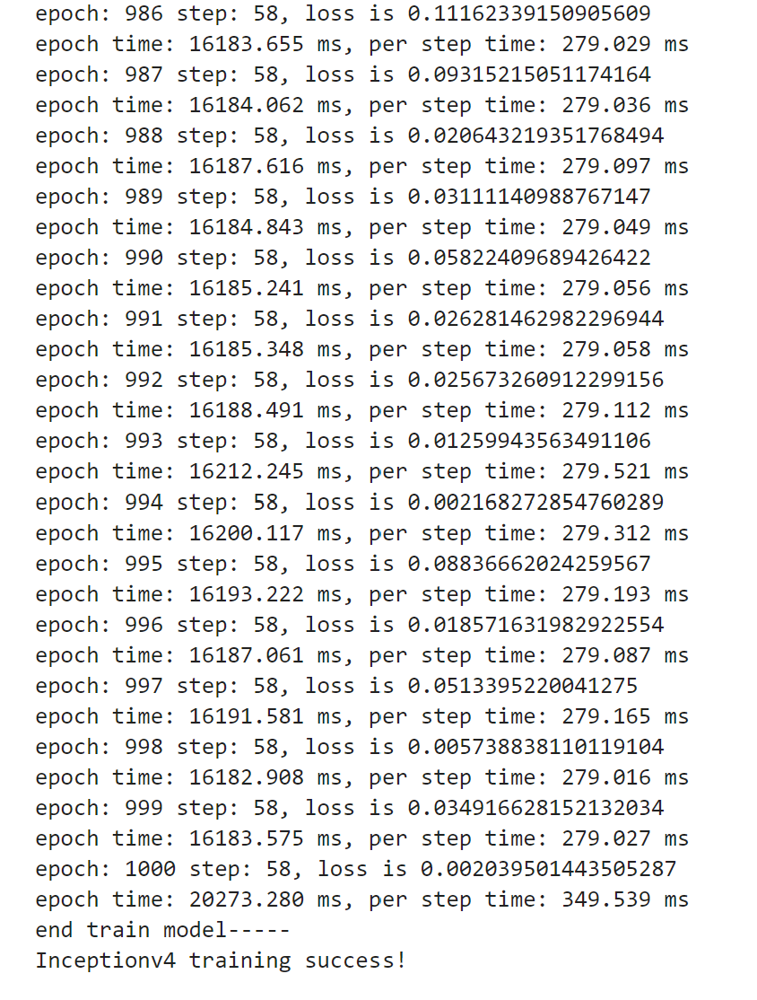 epoch: 986 step: 58, loss is 0.11162339150905609
epoch time: 16183.655 ms, per step time: 279.029 ms
epoch: 987 step: 58, loss is 0.09315215051174164
epoch time: 16184.062 ms, per step time: 279.036 ms
epoch: 988 step: 58, loss is 0.020643219351768494
epoch time: 16187.616 ms, per step time: 279.097 ms
epoch: 989 step: 58, loss is 0.03111140988767147
epoch time: 16184.843 ms, per step time: 279.049 ms
epoch: 990 step: 58, loss is 0.05822409689426422
epoch time: 16185.241 ms, per step time: 279.056 ms
epoch: 991 step: 58, loss is 0.026281462982296944
epoch time: 16185.348 ms, per step time: 279.058 ms
epoch: 992 step: 58, loss is 0.025673260912299156
epoch time: 16188.491 ms, per step time: 279.112 ms
epoch: 993 step: 58, loss is 0.01259943563491106
epoch time: 16212.245 ms, per step time: 279.521 ms
epoch: 994 step: 58, loss is 0.002168272854760289
epoch time: 16200.117 ms, per step time: 279.312 ms
epoch: 995 step: 58, loss is 0.08836662024259567
epoch time: 16193.222 ms, per step time: 279.193 ms
epoch: 996 step: 58, loss is 0.018571631982922554
epoch time: 16187.061 ms, per step time: 279.087 ms
epoch: 997 step: 58, loss is 0.0513395220041275
epoch time: 16191.581 ms, per step time: 279.165 ms
epoch: 998 step: 58, loss is 0.005738838110119104
epoch time: 16182.908 ms, per step time: 279.016 ms
epoch: 999 step: 58, loss is 0.034916628152132034
epoch time: 16183.575 ms, per step time: 279.027 ms
epoch: 1000 step: 58, loss is 0.002039501443505287
epoch time: 20273.280 ms, per step time: 349.539 ms
end train model-----
Inceptionv4 training success!